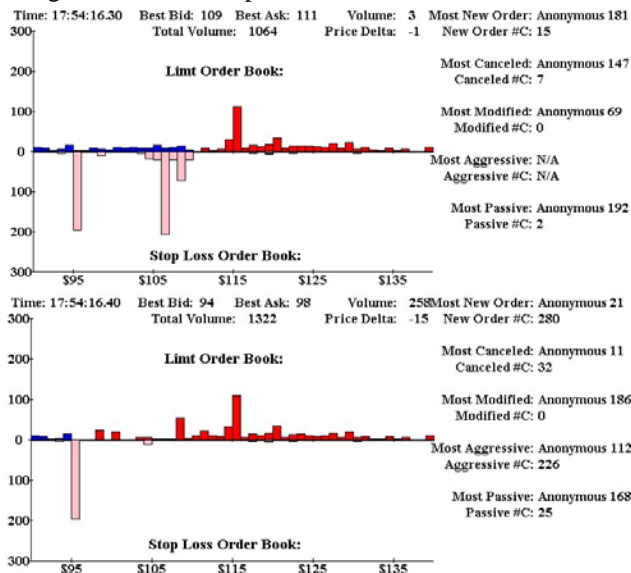 Time: 17:54:16.30 Best Bid: 109 Best Ask: 111 Volume: 3 Most New Order: Anonymous 181
Total Volume: 1064 Price Delta: -1 New Order #C: 15
300
Limt Order Book:
Most Canceled: Anonymous 147
Canceled #C: 7
200
Most Modified: Anonymous 69
Modified #C: 0
100
0
Most Aggressive: N/A
Aggressive #C: N/A
100
Most Passive: Anonymous 192
Passive #C: 2
200
Stop Loss Order Book:
300
$95 $105 $115 $125 $135
Time: 17:54:16.40 Best Bid: 94 Best Ask: 98 Volume: 258 Most New Order: Anonymous 21
Total Volume: 1322 Price Delta: -15 New Order #C: 280
300
Limt Order Book:
Most Canceled: Anonymous 11
Canceled #C: 32
200
Most Modified: Anonymous 186
Modified #C: 0
100
0
Most Aggressive: Anonymous 112
Aggressive #C: 226
100
Most Passive: Anonymous 168
Passive #C: 25
200
Stop Loss Order Book:
300
$95 $105 $115 $125 $135